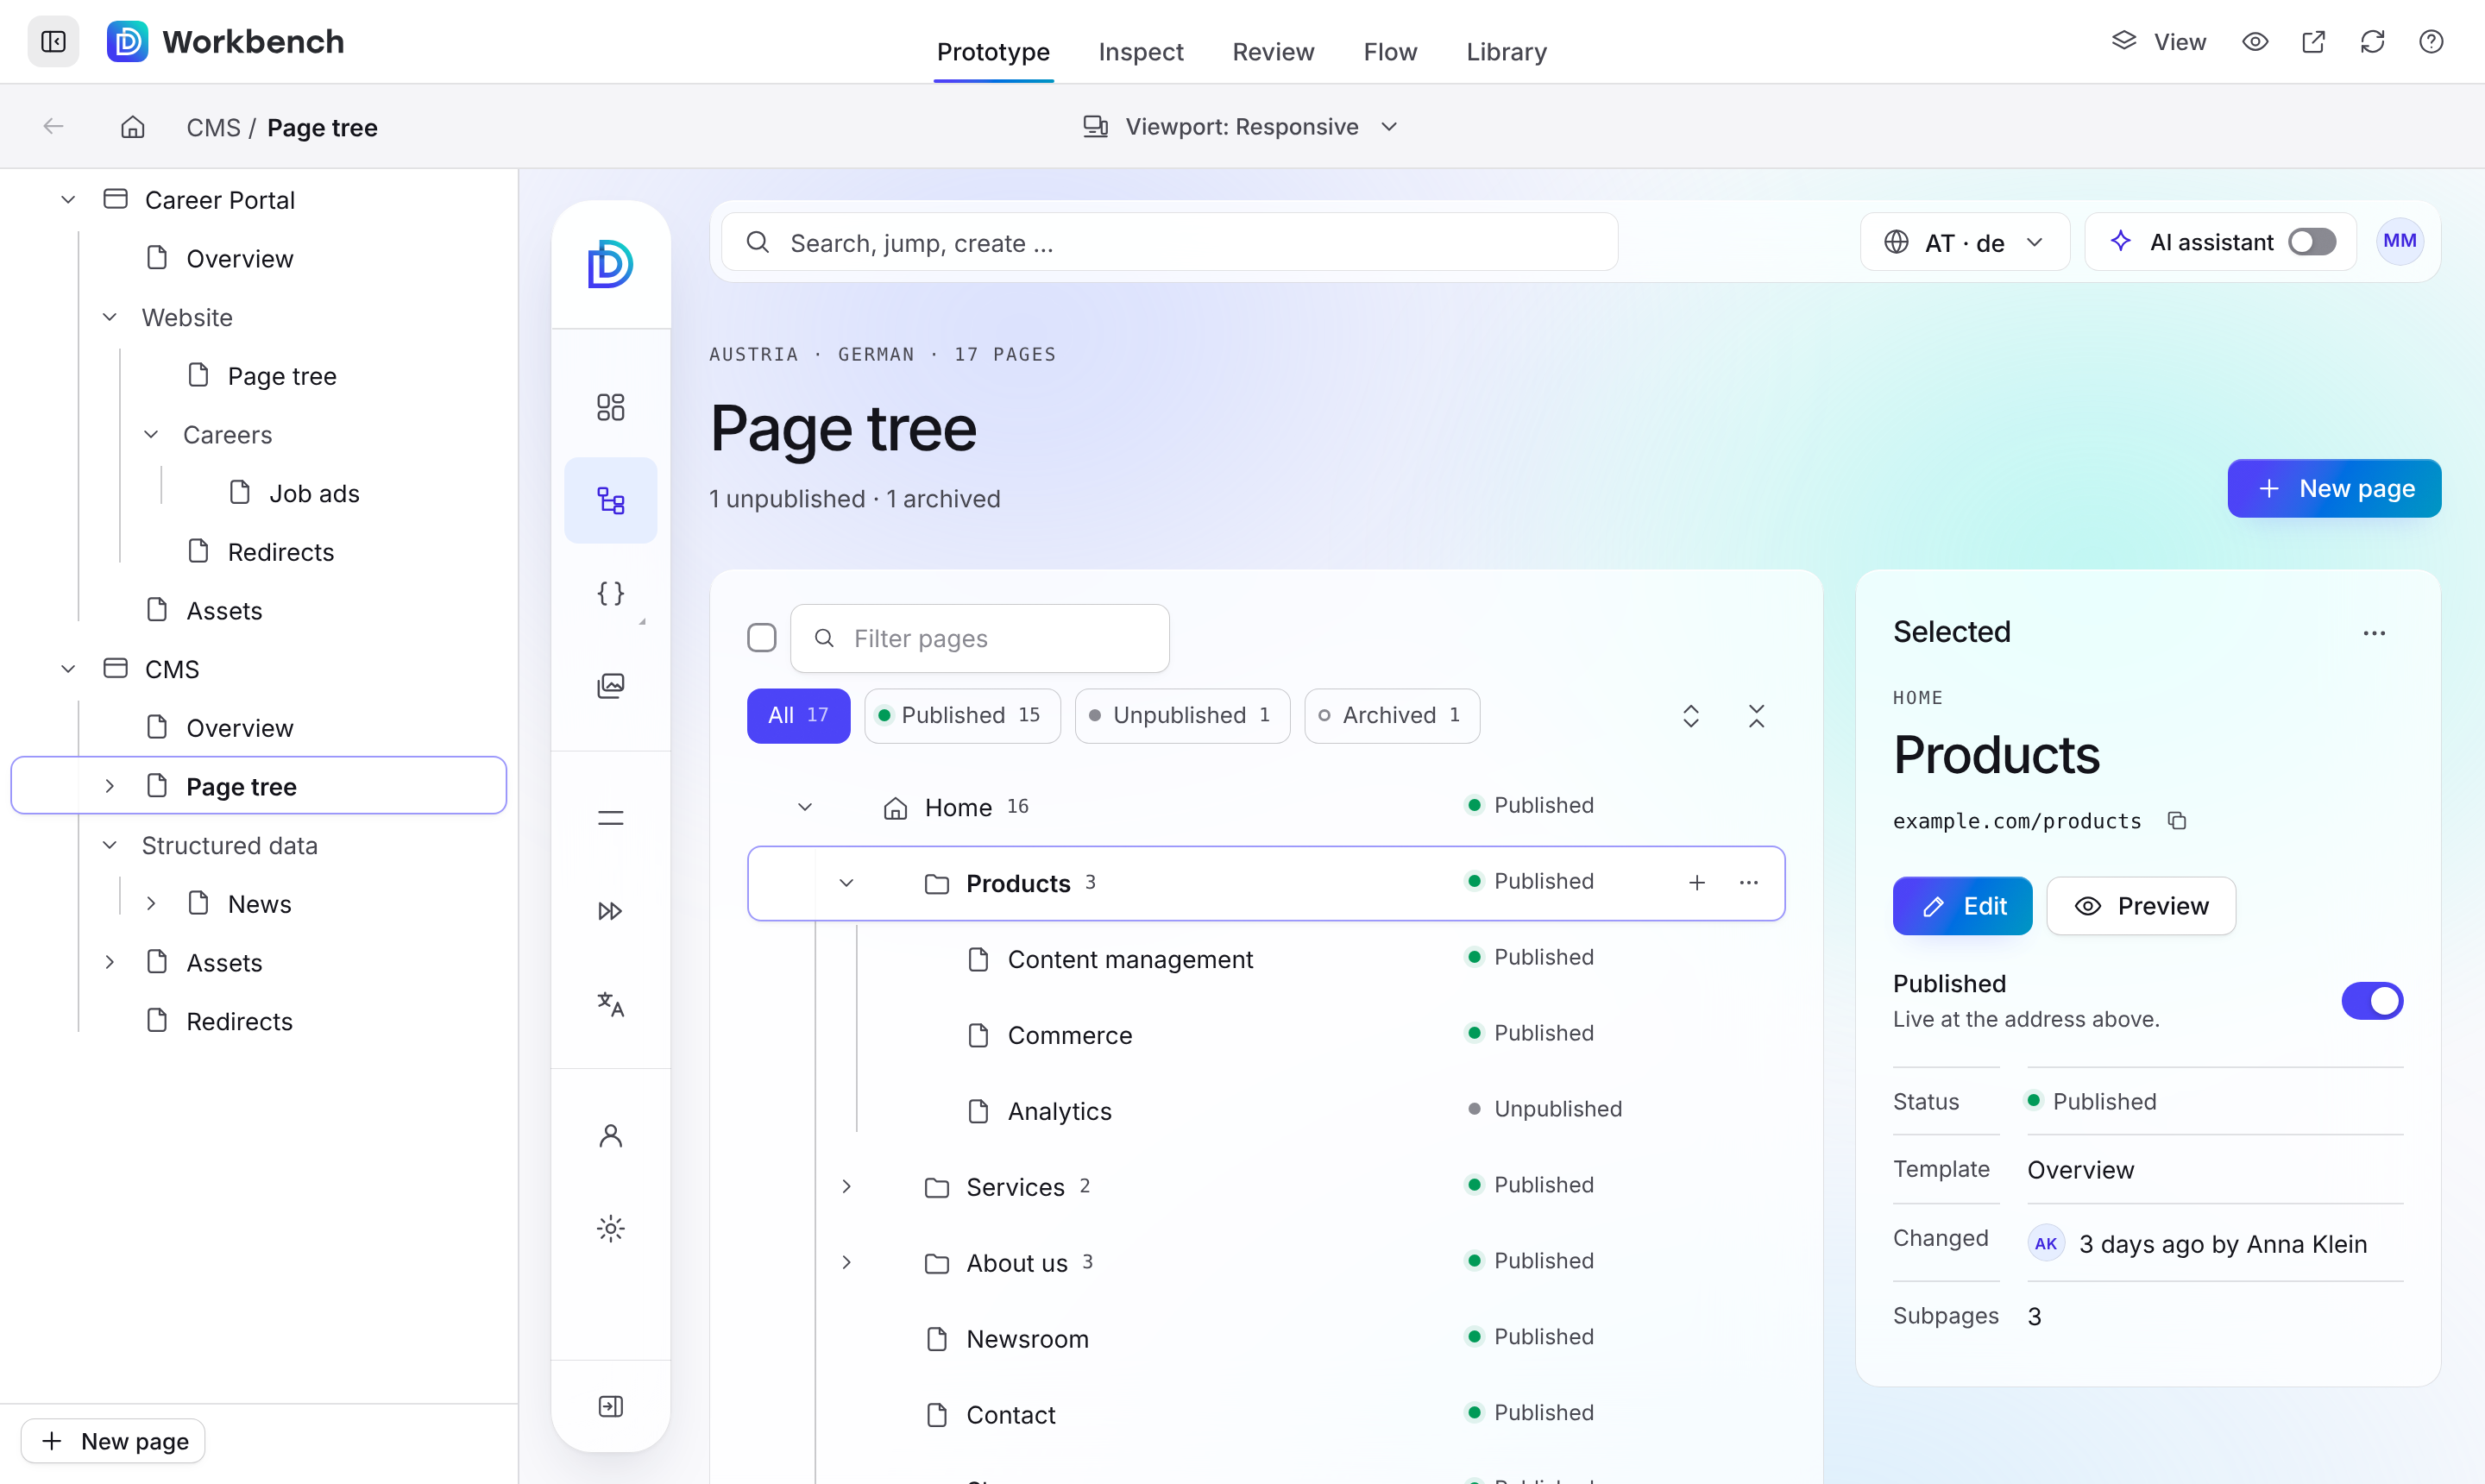 Workbench
Prototype
Inspect
Review
Flow
Library
View
CMS / Page tree
Viewport: Responsive
Career Portal
Overview
Website
Page tree
Careers
Job ads
Redirects
Assets
CMS
Overview
Page tree
Structured data
News
Assets
Redirects
New page
Search, jump, create ...
AT · de
AI assistant
MM
AUSTRIA · GERMAN · 17 PAGES
Page tree
1 unpublished · 1 archived
New page
Filter pages
All 17
Published 15
Unpublished 1
Archived 1
Home 16 Published
Products 3 Published
Content management Published
Commerce Published
Analytics Unpublished
Services 2 Published
About us 3 Published
Newsroom Published
Contact Published
Selected
HOME
Products
example.com/products
Edit
Preview
Published
Live at the address above.
Status Published
Template Overview
Changed AK 3 days ago by Anna Klein
Subpages 3